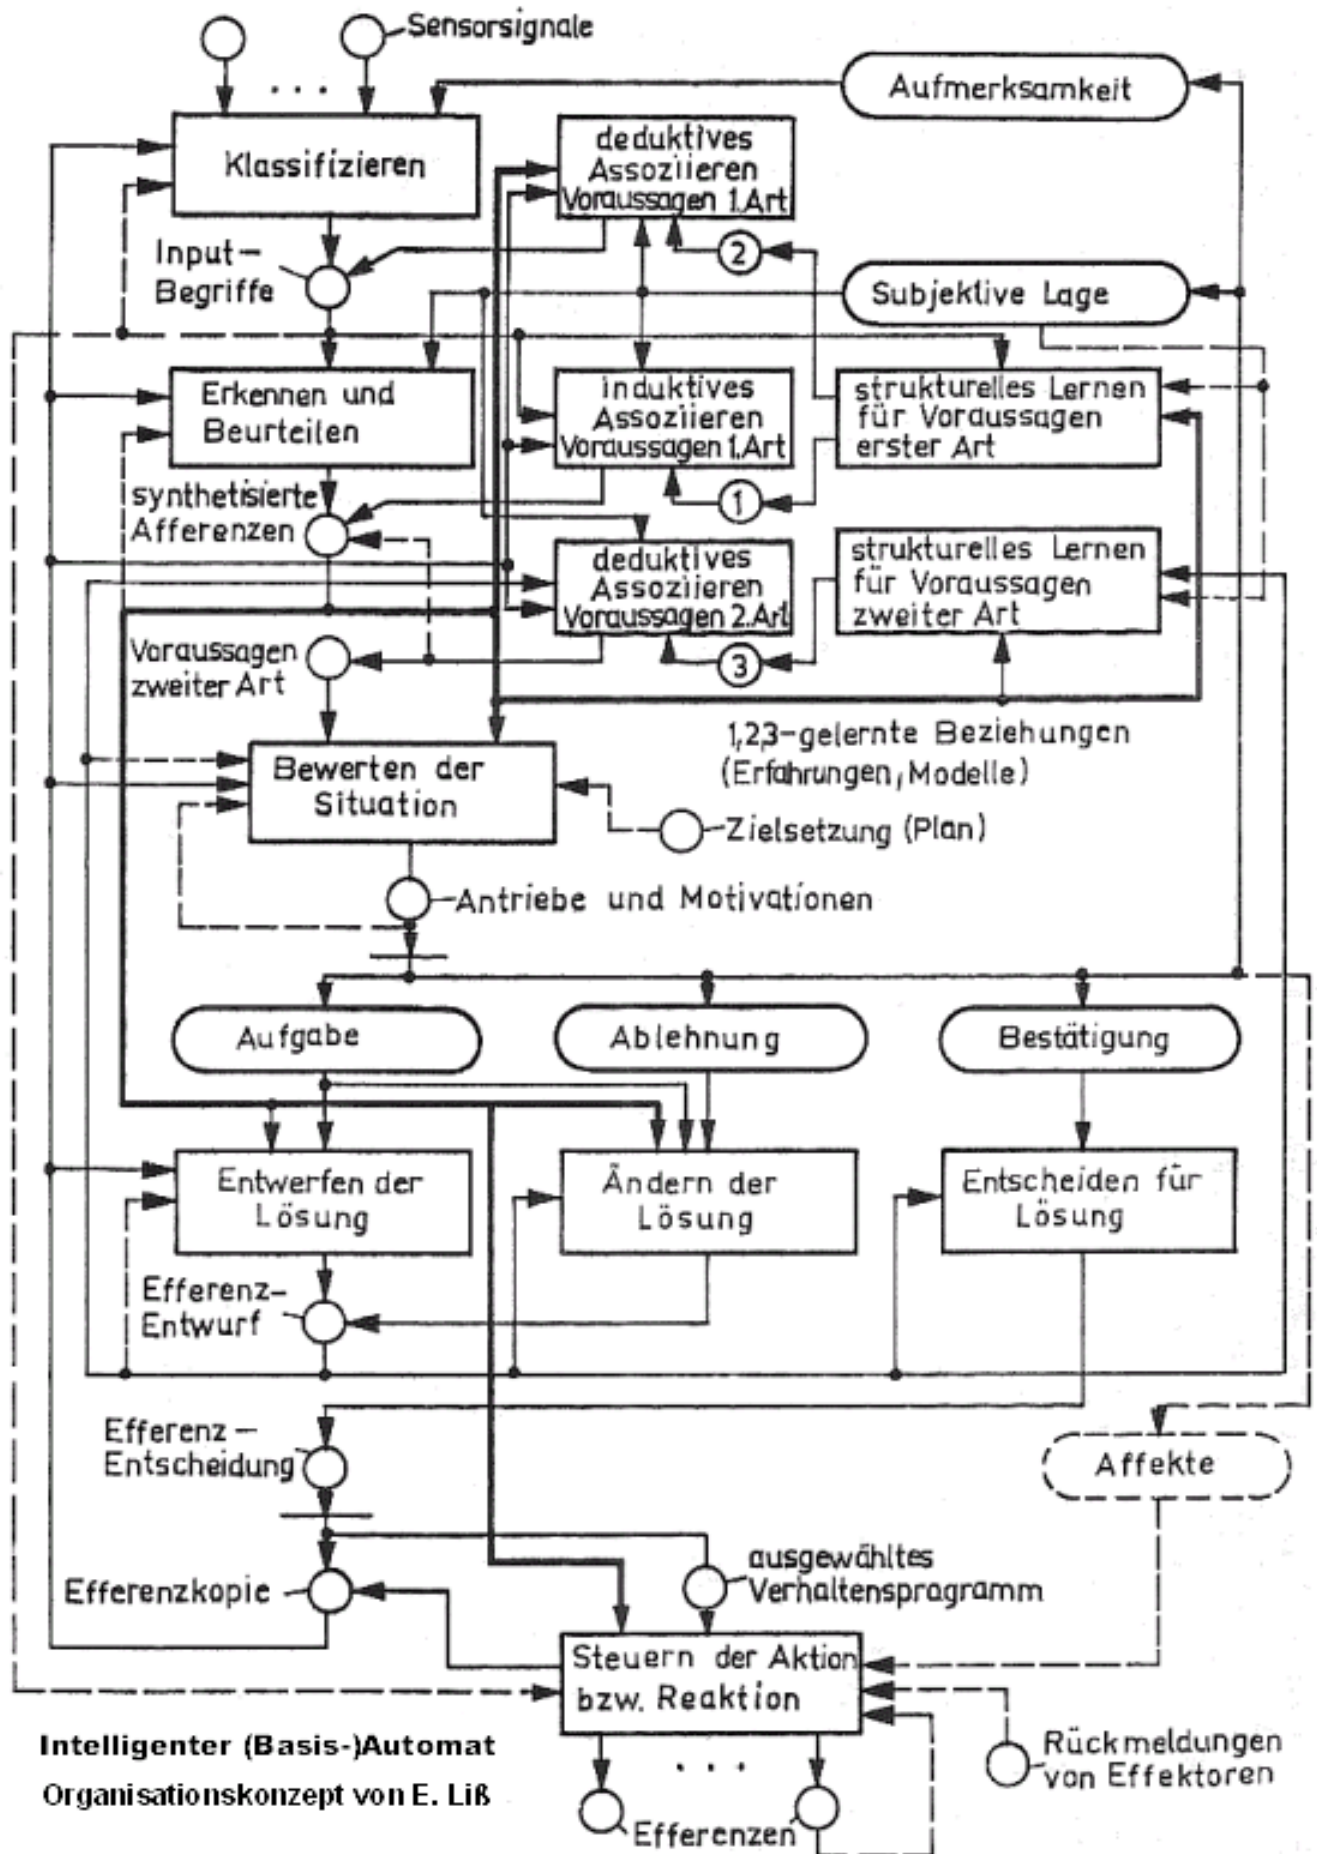 Sensorsignale
Aufmerksamkeit
Klassifizieren
deduktives
Assoziieren
Voraussagen 1.Art
2
Input-
Begriffe
Subjektive Lage
Erkennen und
Beurteilen
induktives
Assoziieren
Voraussagen 1.Art
strukturelles Lernen
für Voraussagen
erster Art
1
synthetisierte
Afferenzen
deduktives
Assoziieren
Voraussagen 2.Art
strukturelles Lernen
für Voraussagen
zweiter Art
3
Voraussagen
zweiter Art
1,2,3-gelernte Beziehungen
(Erfahrungen, Modelle)
Bewerten der
Situation
Zielsetzung (Plan)
Antriebe und Motivationen
Aufgabe
Ablehnung
Bestätigung
Entwerfen der
Lösung
Ändern der
Lösung
Entscheiden für
Lösung
Efferenz-
Entwurf
Efferenz-
Entscheidung
Affekte
Efferenzkopie
ausgewähltes
Verhaltensprogramm
Steuern der Aktion
bzw. Reaktion
Rückmeldungen
von Effektoren
Efferenzen
Intelligenter (Basis-)Automat
Organisationskonzept von E. Liß